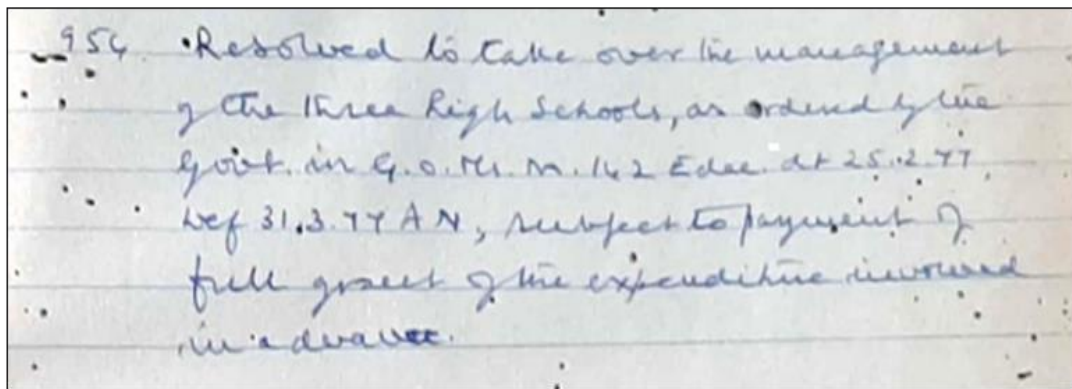 954 Resolved to take over the management
of the three High Schools, as ordered by the
Govt. in G.O. Ms. No. 142 Educ. dt 25.2.77
wef 31.3.77 AN, subject to payment of
full grant of the expenditure involved
in advance.